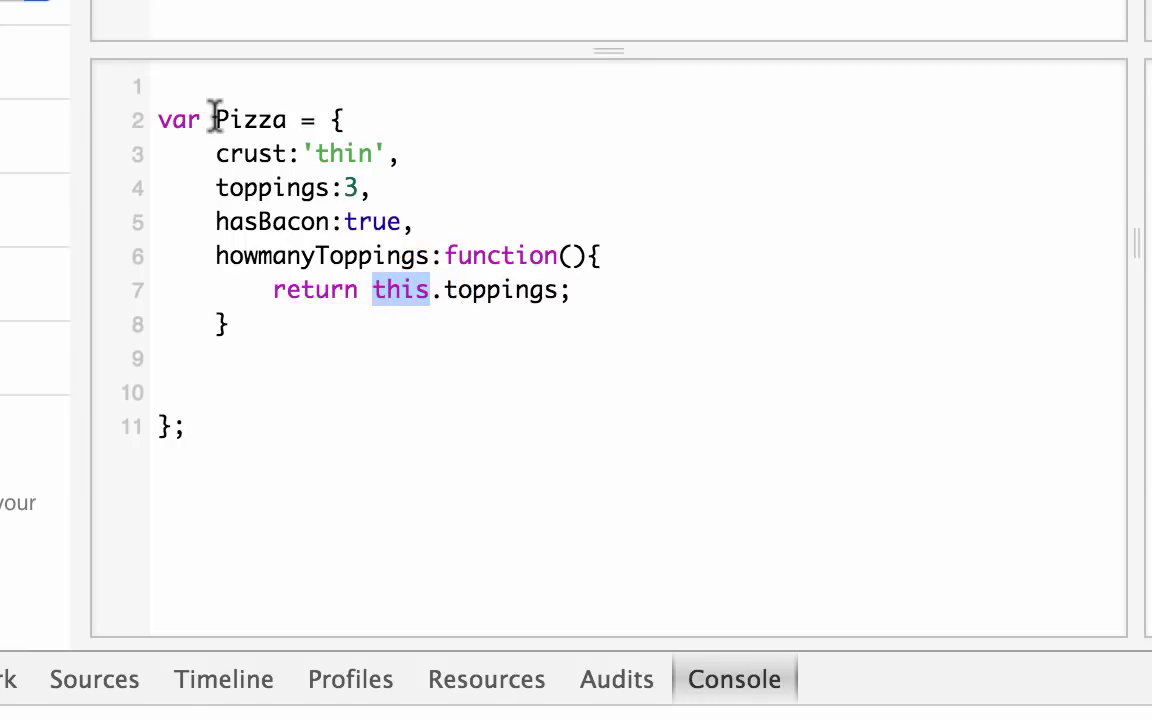 1
2 var Pizza = {
3 crust:'thin',
4 toppings:3,
5 hasBacon:true,
6 howmanyToppings:function(){
7 return this.toppings;
8 }
9
10
11 };
your
rk Sources Timeline Profiles Resources Audits Console